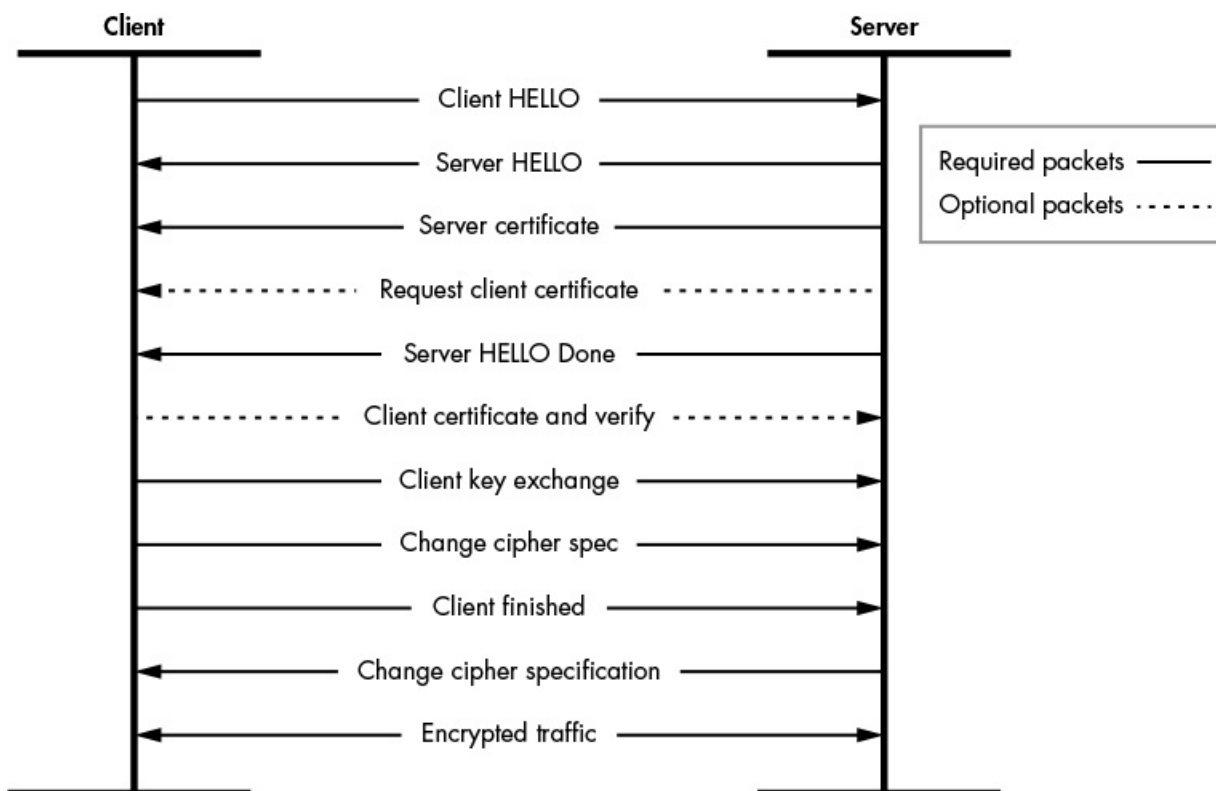 Client
Server
Client HELLO
Server HELLO
Required packets
Optional packets
Server certificate
Request client certificate
Server HELLO Done
Client certificate and verify
Client key exchange
Change cipher spec
Client finished
Change cipher specification
Encrypted traffic